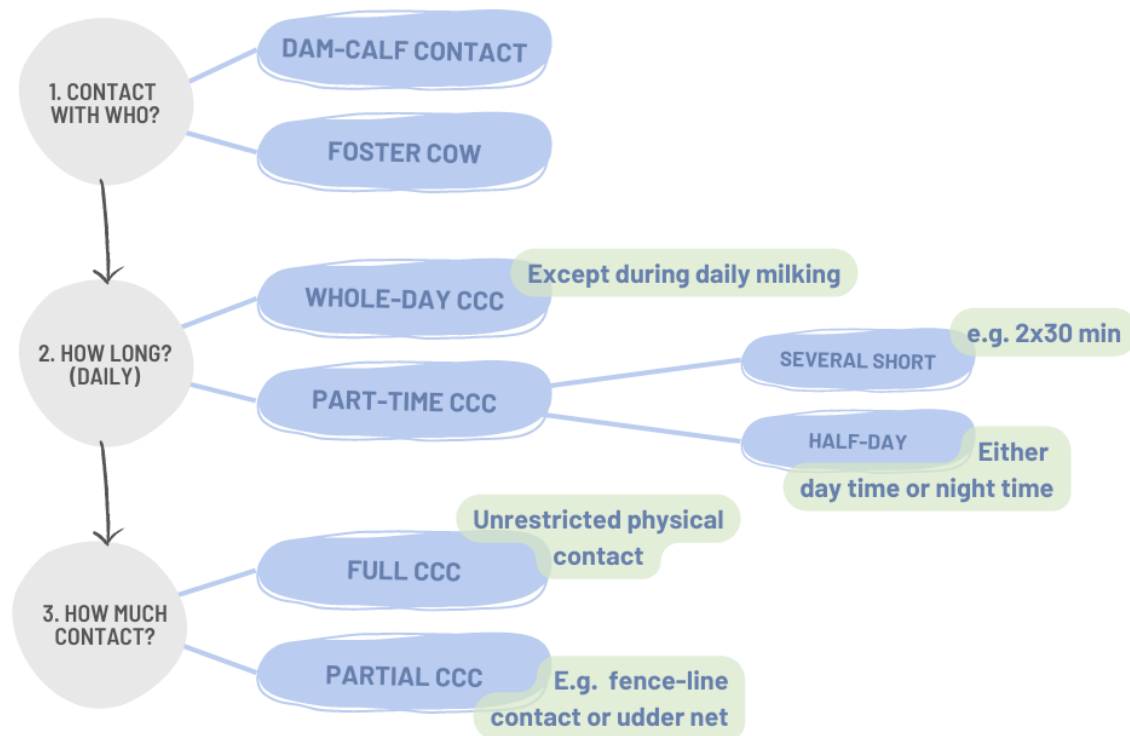 1. CONTACT
WITH WHO?
DAM-CALF CONTACT
FOSTER COW
2. HOW LONG?
(DAILY)
WHOLE-DAY CCC
Except during daily milking
PART-TIME CCC
SEVERAL SHORT
e.g. 2x30 min
HALF-DAY
Either
day time or night time
3. HOW MUCH
CONTACT?
FULL CCC
Unrestricted physical
contact
PARTIAL CCC
E.g. fence-line
contact or udder net